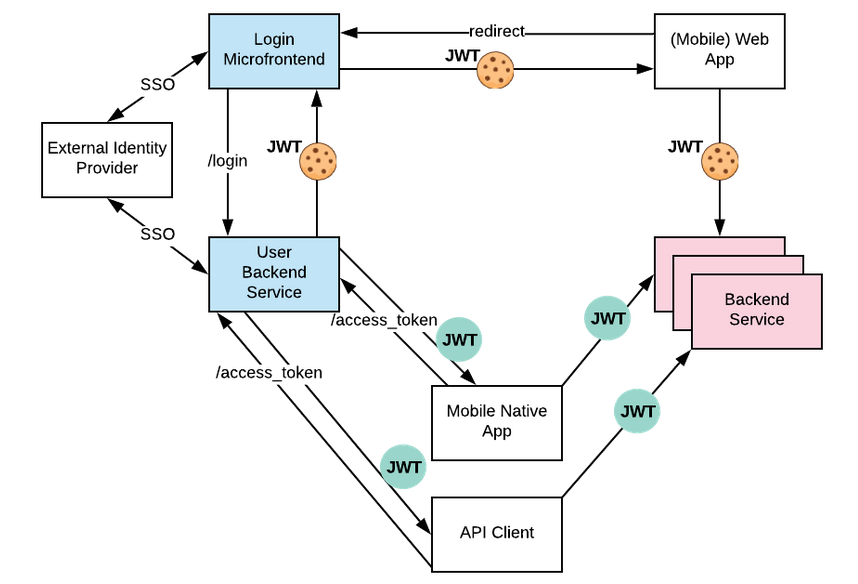 Login
Microfrontend
redirect
(Mobile) Web
App
JWT
SSO
External Identity
Provider
/login
JWT
JWT
SSO
User
Backend
Service
Backend
Service
/access_token
JWT
JWT
/access_token
Mobile Native
App
JWT
JWT
API Client